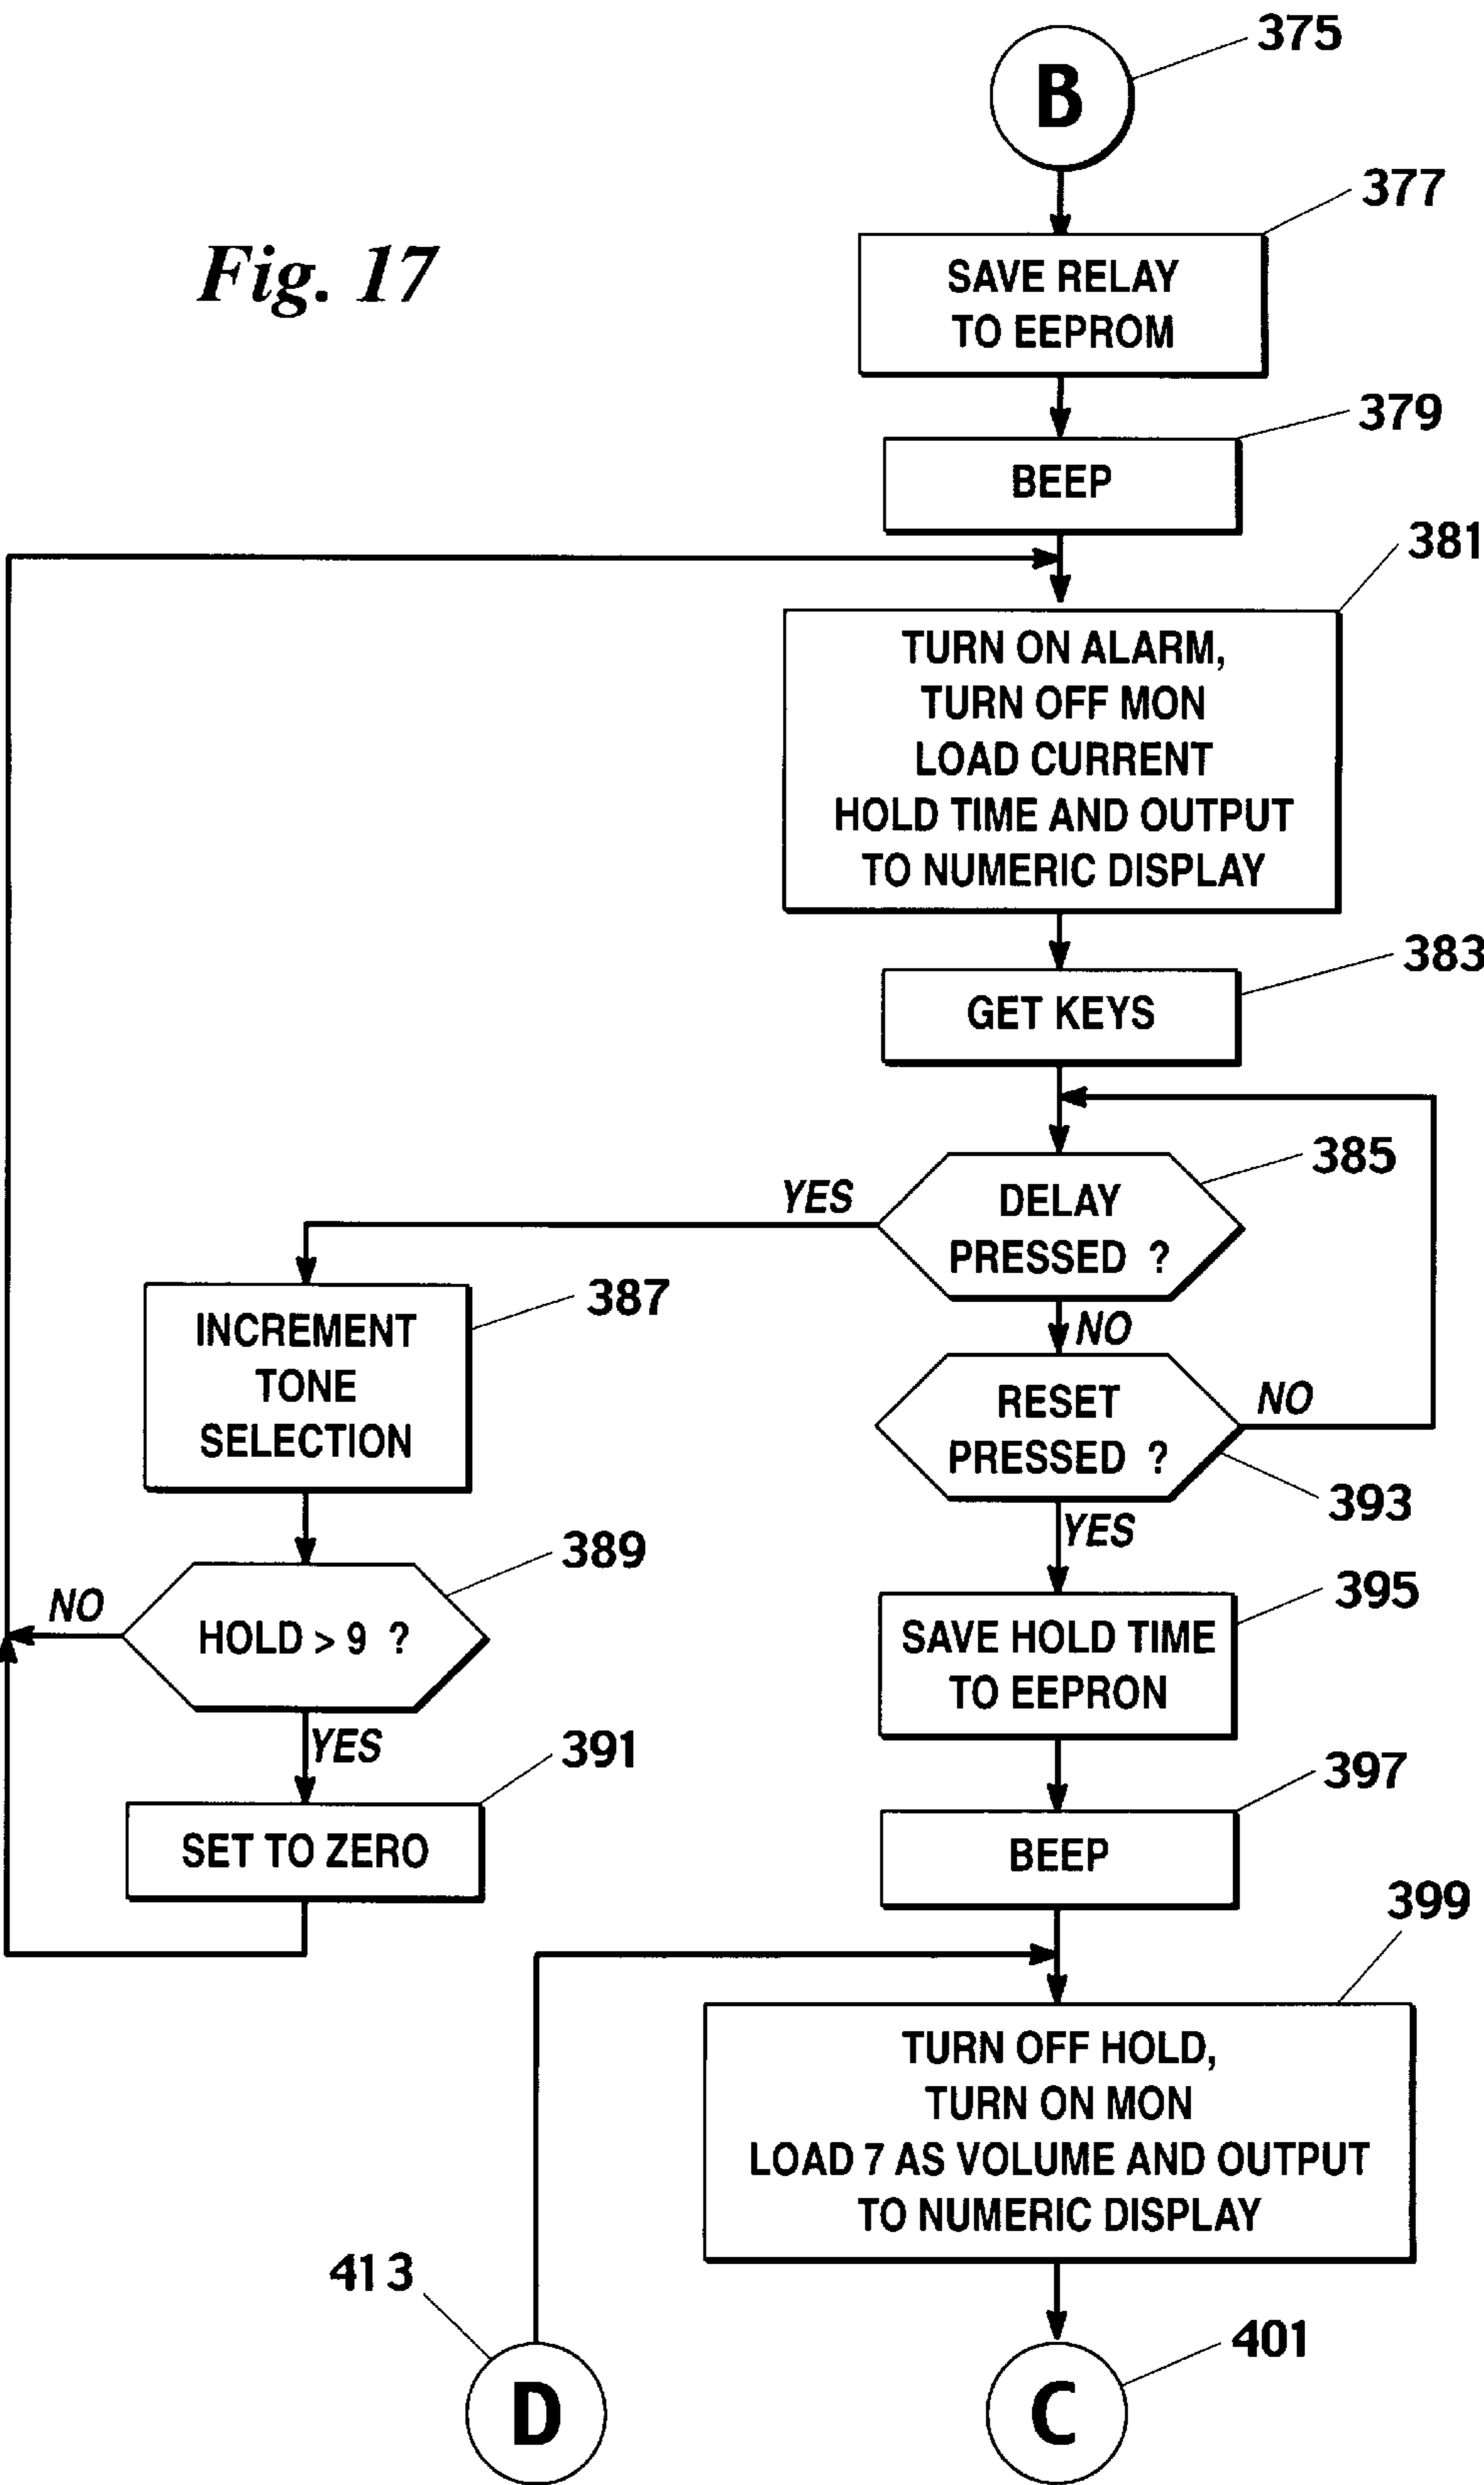 375
B
377
Fig. 17
SAVE RELAY
TO EEPROM
379
BEEP
381
TURN ON ALARM,
TURN OFF MON
LOAD CURRENT
HOLD TIME AND OUTPUT
TO NUMERIC DISPLAY
383
GET KEYS
385
YES
DELAY
PRESSED ?
387
NO
INCREMENT
TONE
SELECTION
RESET
PRESSED ?
NO
393
YES
389
NO
HOLD > 9 ?
395
SAVE HOLD TIME
TO EEPRON
YES
391
397
SET TO ZERO
BEEP
399
TURN OFF HOLD,
TURN ON MON
LOAD 7 AS VOLUME AND OUTPUT
TO NUMERIC DISPLAY
413
401
D
C